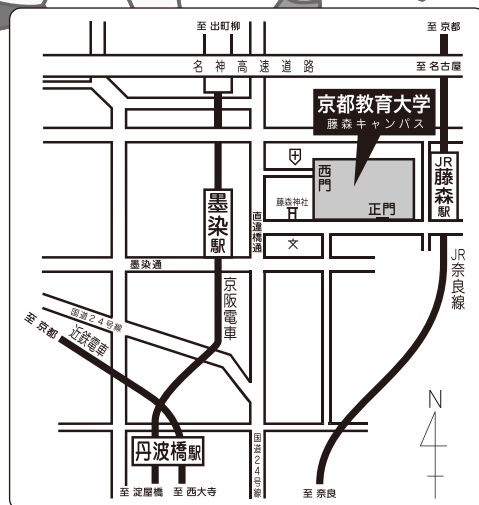 至 出町柳
至 京都
名神高速道路
至 名古屋
京都教育大学
藤森キャンパス
西門
正門
JR
藤森
駅
藤森神社
文
墨染
駅
直違橋通
墨染通
京阪電車
JR奈良線
国道24号線
至 京都
近鉄電車
N
丹波橋駅
国道24号線
至 淀屋橋
至 西大寺
至 奈良